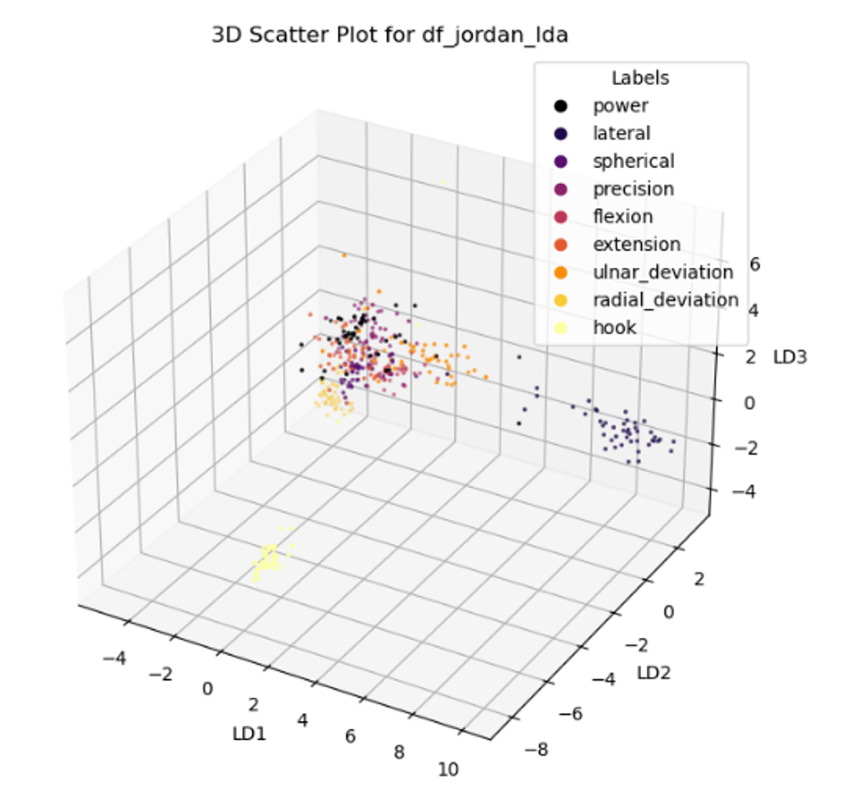 3D Scatter Plot for df_jordan_lda
Labels
power
lateral
spherical
precision
flexion
extension
ulnar_deviation
radial_deviation
hook
6
4
2
0
−2
−4
LD3
2
0
−2
−4
−6
−8
LD2
−4
−2
0
2
4
6
8
10
LD1